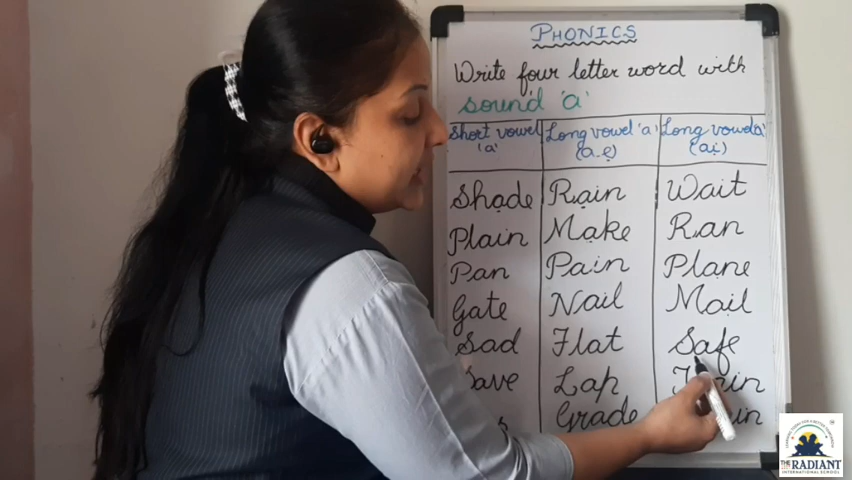 PHONICS
Write four letter word with
sound 'a'
Short vowel 'a'
Long vowel 'a' (a-e)
Long vowel 'a' (ai)
Shade Rain Wait
Plain Make Ran
Pan Pain Plane
Gate Nail Mail
Sad Flat Safe
Save Lap
Grade
THE RADIANT
INTERNATIONAL SCHOOL